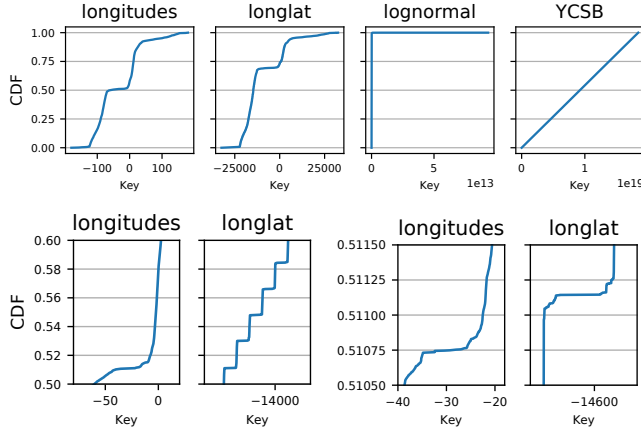 longitudes longlat lognormal YCSB
CDF
1.00
0.75
0.50
0.25
0.00
−100 0 100
−25000 0 25000
0 5
0 1
1e13
1e19
Key Key Key Key
longitudes longlat longitudes longlat
CDF
0.60
0.58
0.56
0.54
0.52
0.50
0.51150
0.51125
0.51100
0.51075
0.51050
−50 0
−14000
−40 −30 −20
−14600
Key Key Key Key